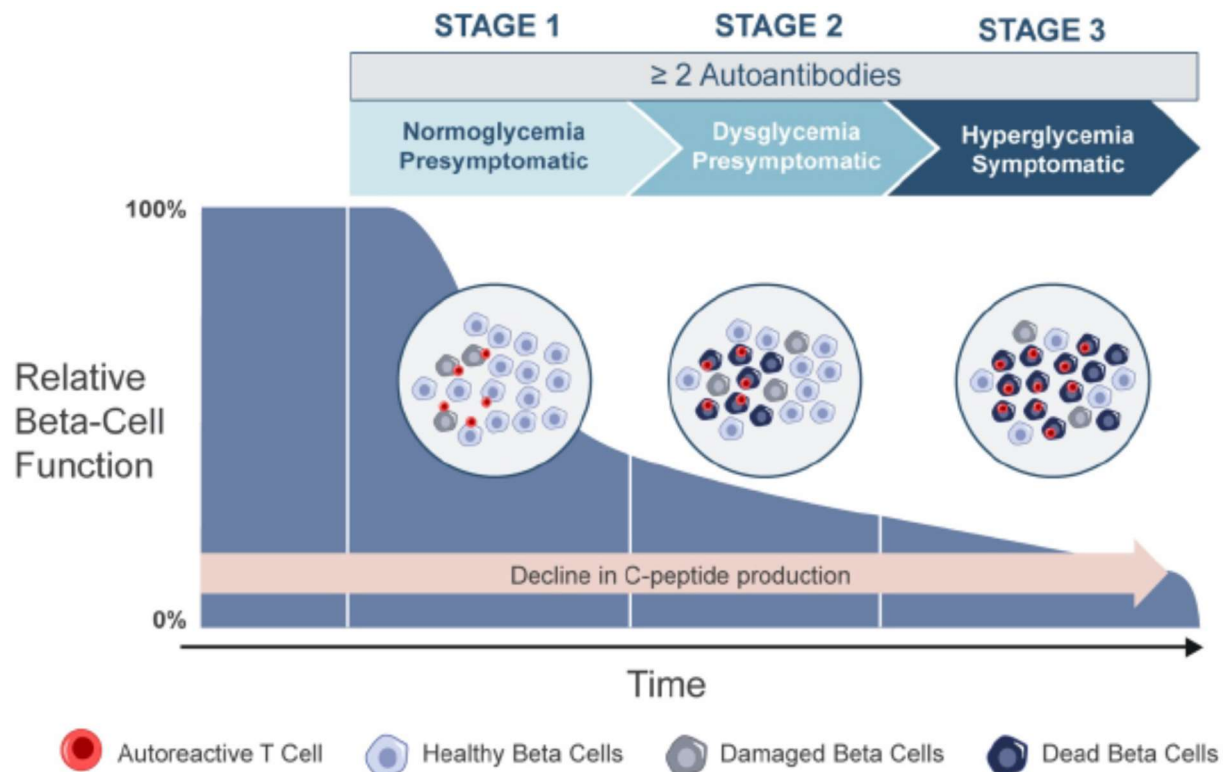 STAGE 1
STAGE 2
STAGE 3
≥ 2 Autoantibodies
Normoglycemia
Presymptomatic
Dysglycemia
Presymptomatic
Hyperglycemia
Symptomatic
100%
Relative
Beta-Cell
Function
Decline in C-peptide production
0%
Time
Autoreactive T Cell
Healthy Beta Cells
Damaged Beta Cells
Dead Beta Cells